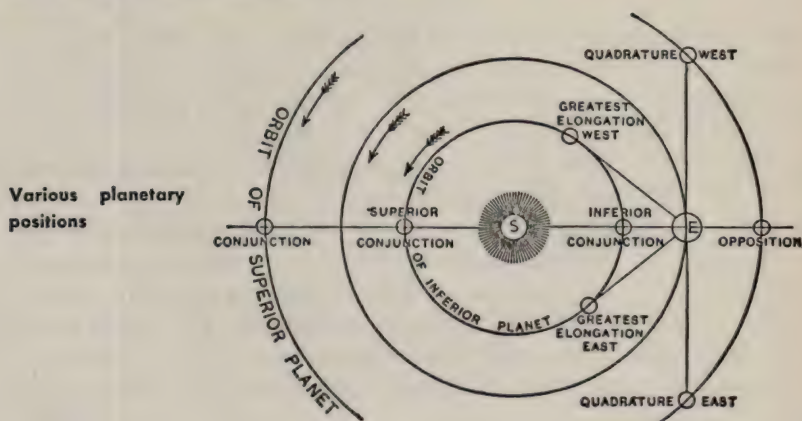 Various planetary
positions
QUADRATURE WEST
GREATEST
ELONGATION
WEST
ORBIT OF SUPERIOR PLANET
ORBIT OF INFERIOR PLANET
SUPERIOR
CONJUNCTION
INFERIOR
CONJUNCTION
CONJUNCTION
S
E
OPPOSITION
GREATEST
ELONGATION
EAST
QUADRATURE EAST